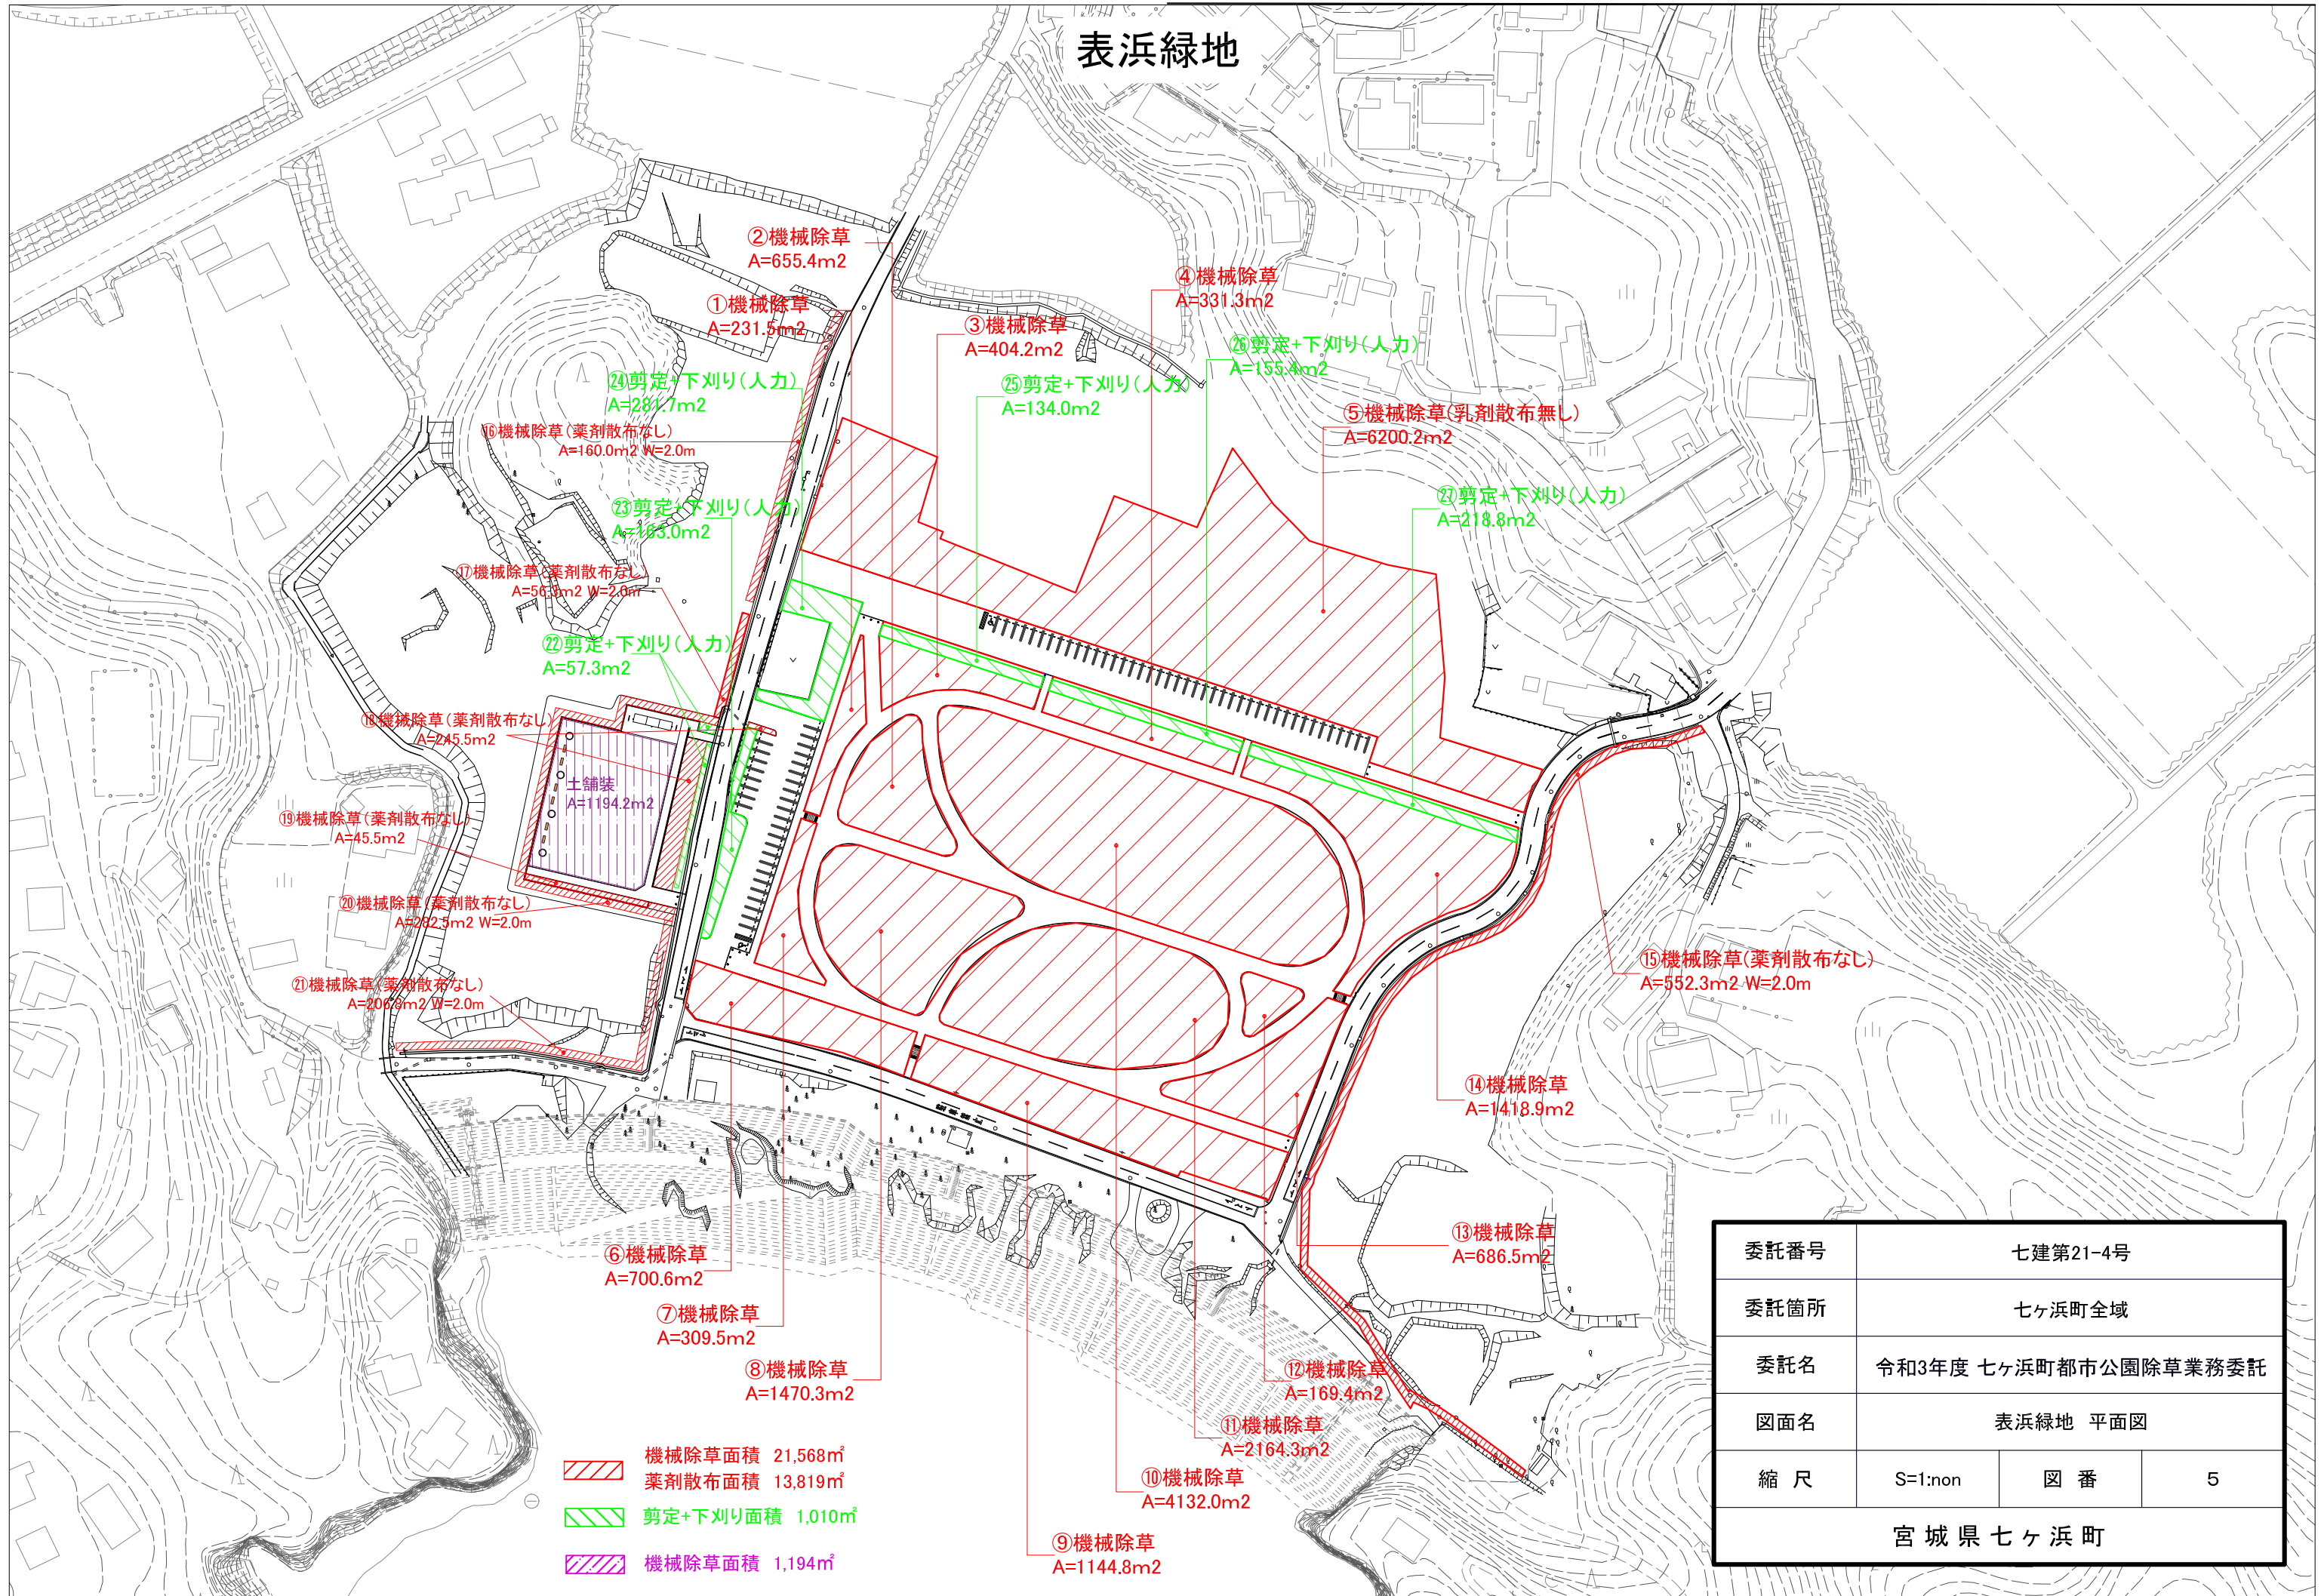 表浜緑地
②機械除草
A=655.4m2
①機械除草
A=231.5m2
③機械除草
A=404.2m2
④機械除草
A=331.3m2
㉔剪定+下刈り(人力)
A=281.7m2
㉕剪定+下刈り(人力)
A=134.0m2
㉖剪定+下刈り(人力)
A=155.4m2
⑤機械除草(乳剤散布無し)
A=6200.2m2
⑯機械除草(薬剤散布なし)
A=160.0m2 W=2.0m
㉓剪定+下刈り(人力)
A=163.0m2
㉗剪定+下刈り(人力)
A=218.8m2
⑰機械除草(薬剤散布なし)
㉒剪定+下刈り(人力)
A=57.3m2
⑱機械除草(薬剤散布なし)
A=245.5m2
土舗装
A=1194.2m2
⑲機械除草(薬剤散布なし)
A=45.5m2
⑳機械除草(薬剤散布なし)
A=282.5m2 W=2.0m
㉑機械除草(薬剤散布なし)
⑮機械除草(薬剤散布なし)
A=552.3m2 W=2.0m
⑭機械除草
A=1418.9m2
⑬機械除草
A=686.5m2
⑥機械除草
A=700.6m2
⑦機械除草
A=309.5m2
⑧機械除草
A=1470.3m2
⑫機械除草
A=169.4m2
⑪機械除草
A=2164.3m2
⑩機械除草
A=4132.0m2
⑨機械除草
A=1144.8m2
機械除草面積 21,568㎡
薬剤散布面積 13,819㎡
剪定+下刈り面積 1,010㎡
機械除草面積 1,194㎡
委託番号 七建第21-4号
委託箇所 七ヶ浜町全域
委託名 令和3年度 七ヶ浜町都市公園除草業務委託
図面名 表浜緑地 平面図
縮 尺 S=1:non 図 番 5
宮城県七ヶ浜町